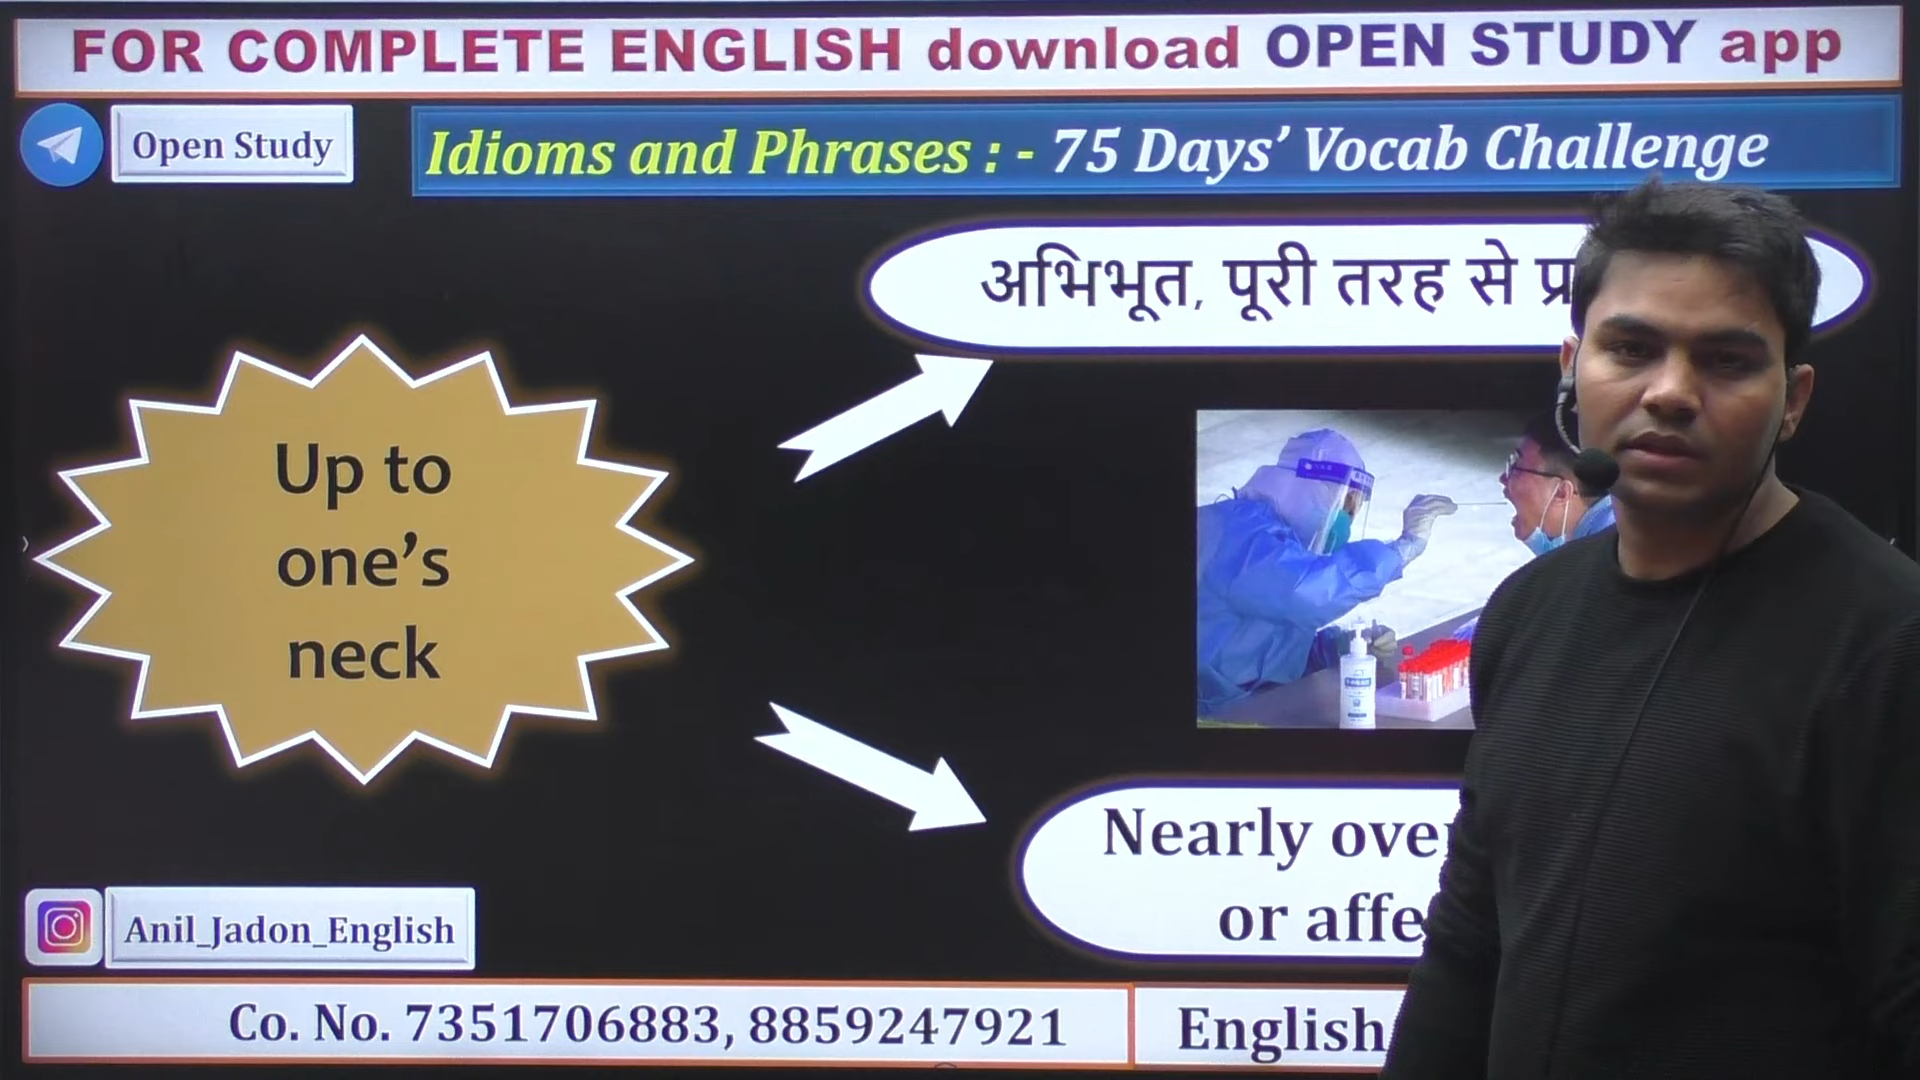 FOR COMPLETE ENGLISH download OPEN STUDY app
Open Study
Idioms and Phrases : - 75 Days’ Vocab Challenge
अभिभूत, पूरी तरह से
Up to
one’s
neck
Nearly
or
Anil_Jadon_English
Co. No. 7351706883, 8859247921
English